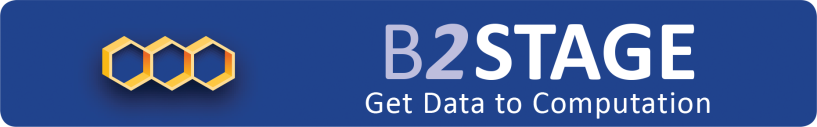 B2STAGE
Get Data to Computation